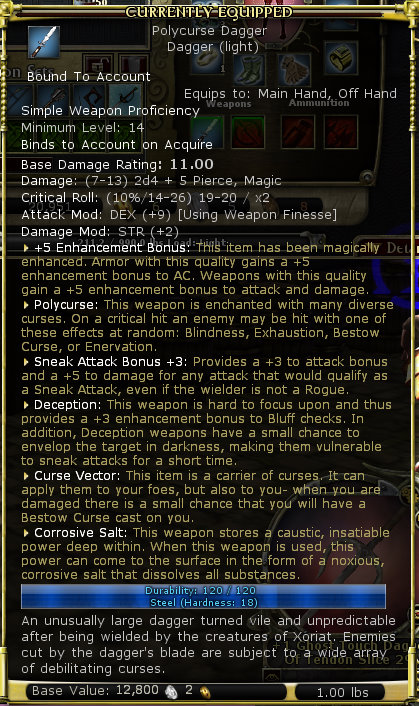 CURRENTLY EQUIPPED
Polycurse Dagger
Dagger (light)
Bound To Account
Equips to: Main Hand, Off Hand
Weapons
Ammunition
Simple Weapon Proficiency
Minimum Level: 14
Binds to Account on Acquire
Base Damage Rating: 11.00
Damage: (7-13) 2d4 + 5 Pierce, Magic
Critical Roll: (10%/14-26) 19-20 / x2
Attack Mod: DEX (+9) [Using Weapon Finesse]
Damage Mod: STR (+2)
+5 Enhancement Bonus: This item has been magically
enhanced. Armor with this quality gains a +5
enhancement bonus to AC. Weapons with this quality
gain a +5 enhancement bonus to attack and damage.
Polycurse: This weapon is enchanted with many diverse
curses. On a critical hit an enemy may be hit with one of
these effects at random: Blindness, Exhaustion, Bestow
Curse, or Enervation.
Sneak Attack Bonus +3: Provides a +3 to attack bonus
and a +5 to damage for any attack that would qualify as
a Sneak Attack, even if the wielder is not a Rogue.
Deception: This weapon is hard to focus upon and thus
provides a +3 enhancement bonus to Bluff checks. In
addition, Deception weapons have a small chance to
envelop the target in darkness, making them vulnerable
to sneak attacks for a short time.
Curse Vector: This item is a carrier of curses. It can
apply them to your foes, but also to you- when you are
damaged there is a small chance that you will have a
Bestow Curse cast on you.
Corrosive Salt: This weapon stores a caustic, insatiable
power deep within. When this weapon is used, this
power can come to the surface in the form of a noxious,
corrosive salt that dissolves all substances.
Durability: 120 / 120
Steel (Hardness: 18)
An unusually large dagger turned vile and unpredictable
after being wielded by the creatures of Xoriat. Enemies
cut by the dagger's blade are subject to a wide array
of debilitating curses.
Base Value: 12,800 2
1.00 lbs